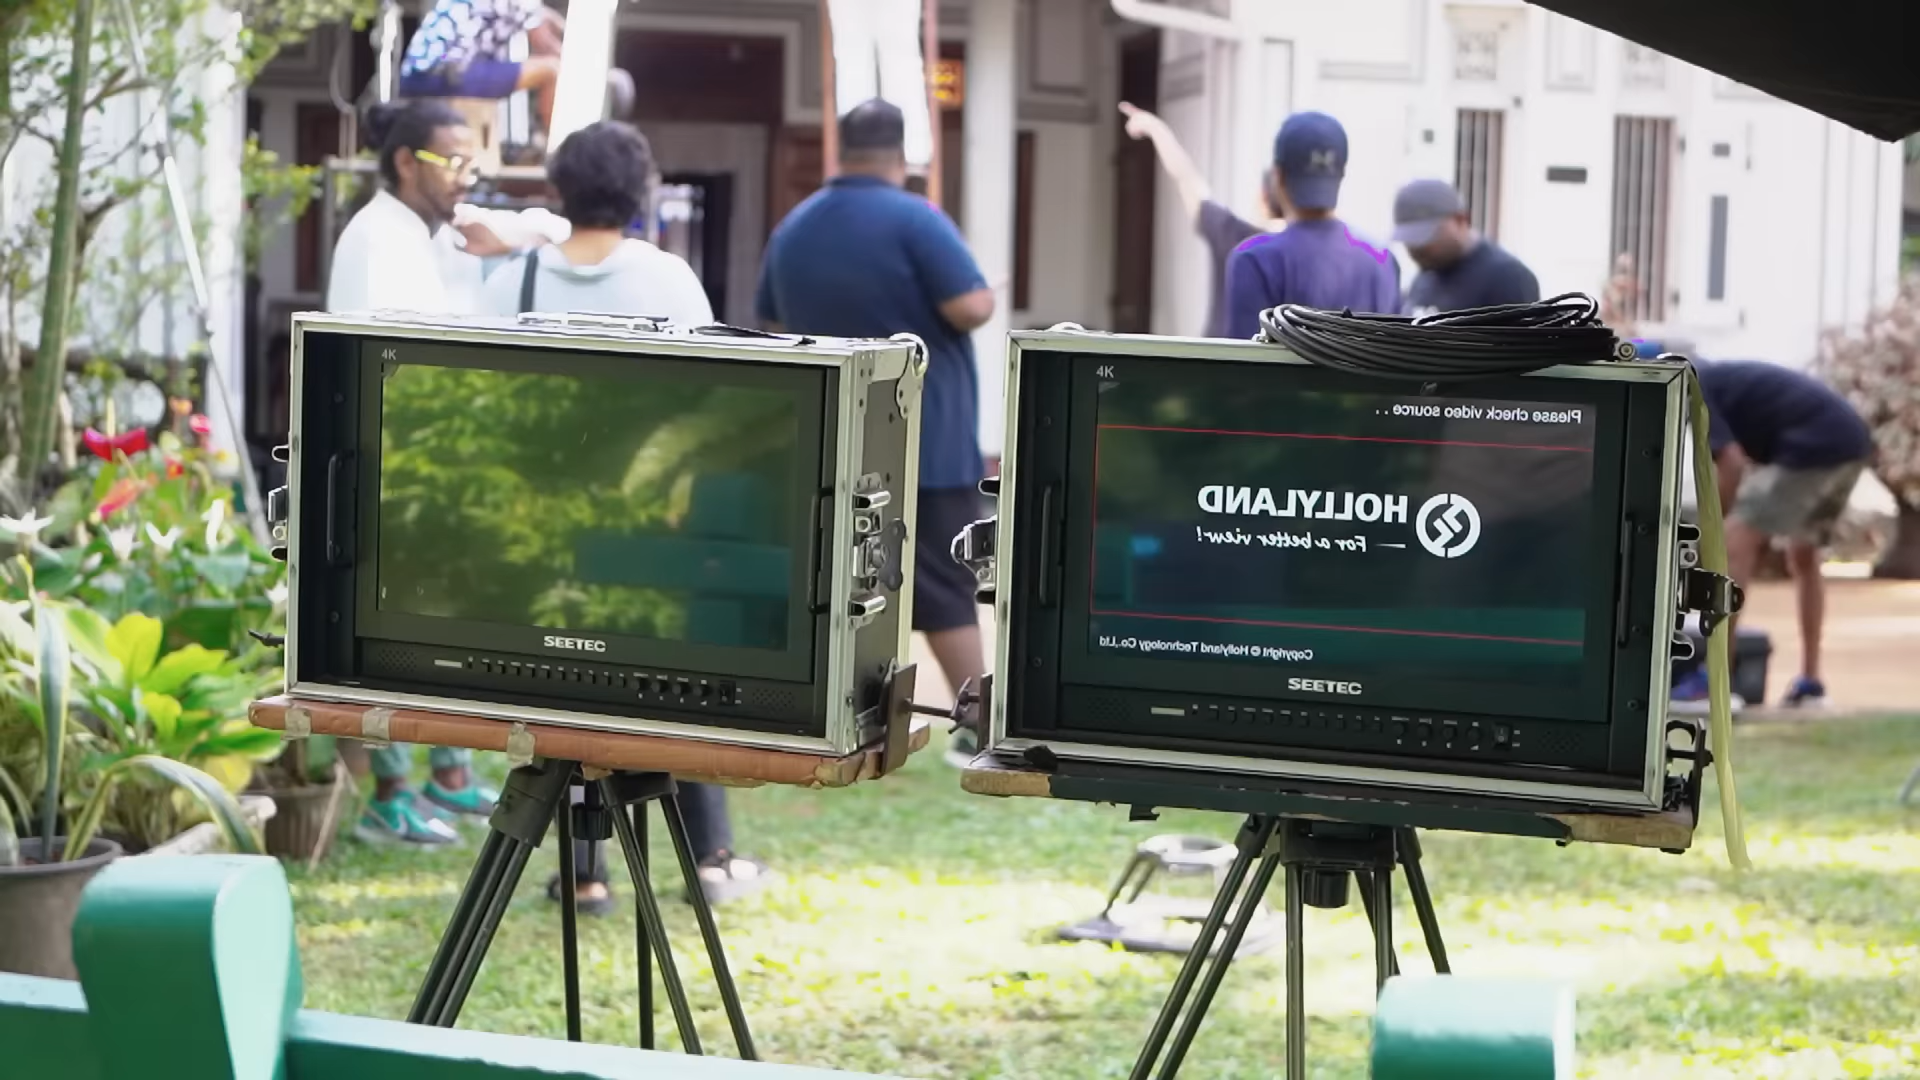 4K
SEETEC
4K
Please check video source . .
HOLLYLAND
For a better view!
Copyright © Hollyland Technology Co.,Ltd
SEETEC